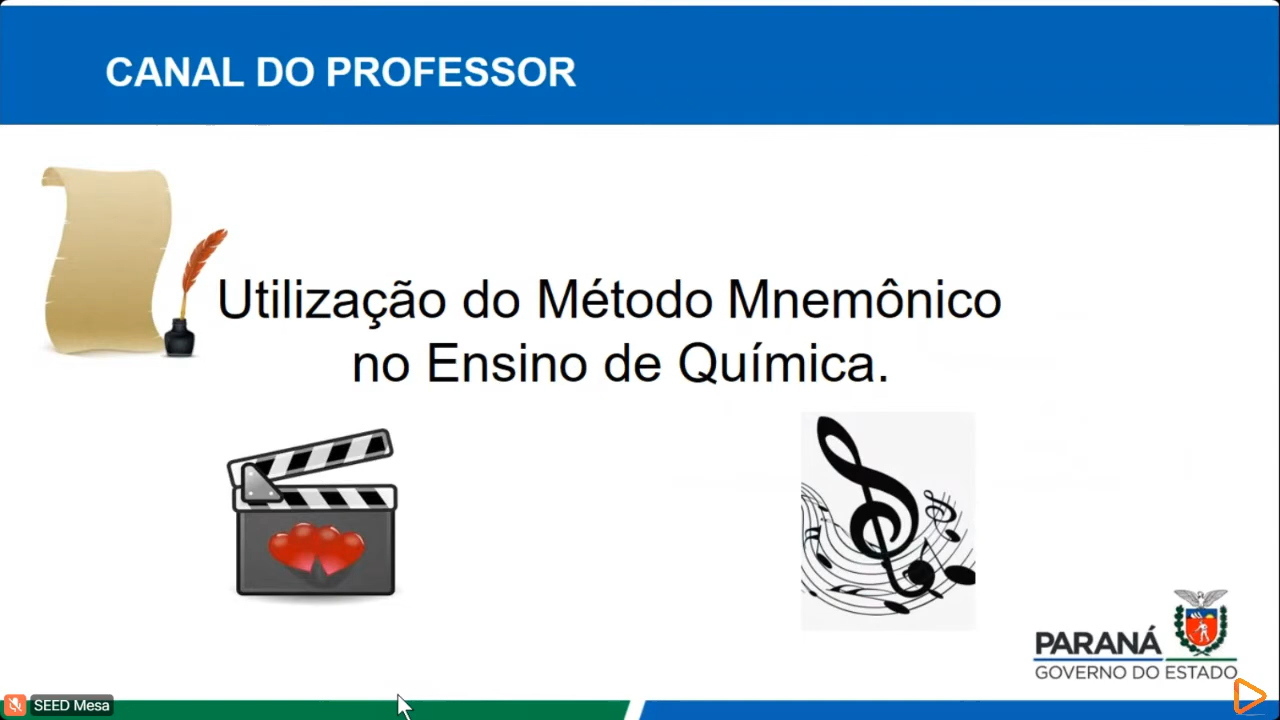 CANAL DO PROFESSOR
Utilização do Método Mnemônico
no Ensino de Química.
PARANÁ
GOVERNO DO ESTADO
SEED Mesa